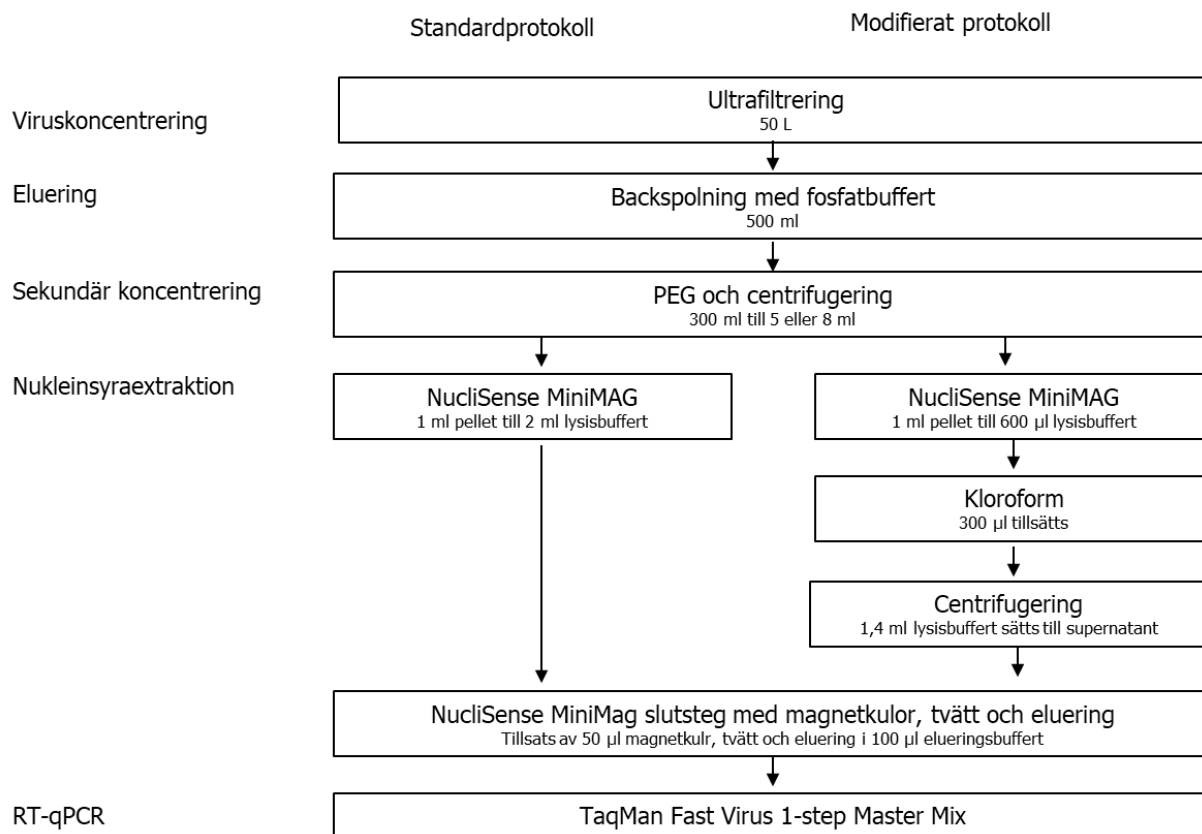 Standardprotokoll
Modifierat protokoll
Viruskoncentrering
Ultrafiltrering
50 L
Eluering
Backspolning med fosfatbuffert
500 ml
Sekundär koncentrering
PEG och centrifugering
300 ml till 5 eller 8 ml
Nukleinsyraextraktion
NucliSense MiniMAG
1 ml pellet till 2 ml lysisbuffert
NucliSense MiniMAG
1 ml pellet till 600 µl lysisbuffert
Kloroform
300 µl tillsätts
Centrifugering
1,4 ml lysisbuffert sätts till supernatant
NucliSense MiniMag slutsteg med magnetkulor, tvätt och eluering
Tillsats av 50 µl magnetkulr, tvätt och eluering i 100 µl elueringsbuffert
RT-qPCR
TaqMan Fast Virus 1-step Master Mix